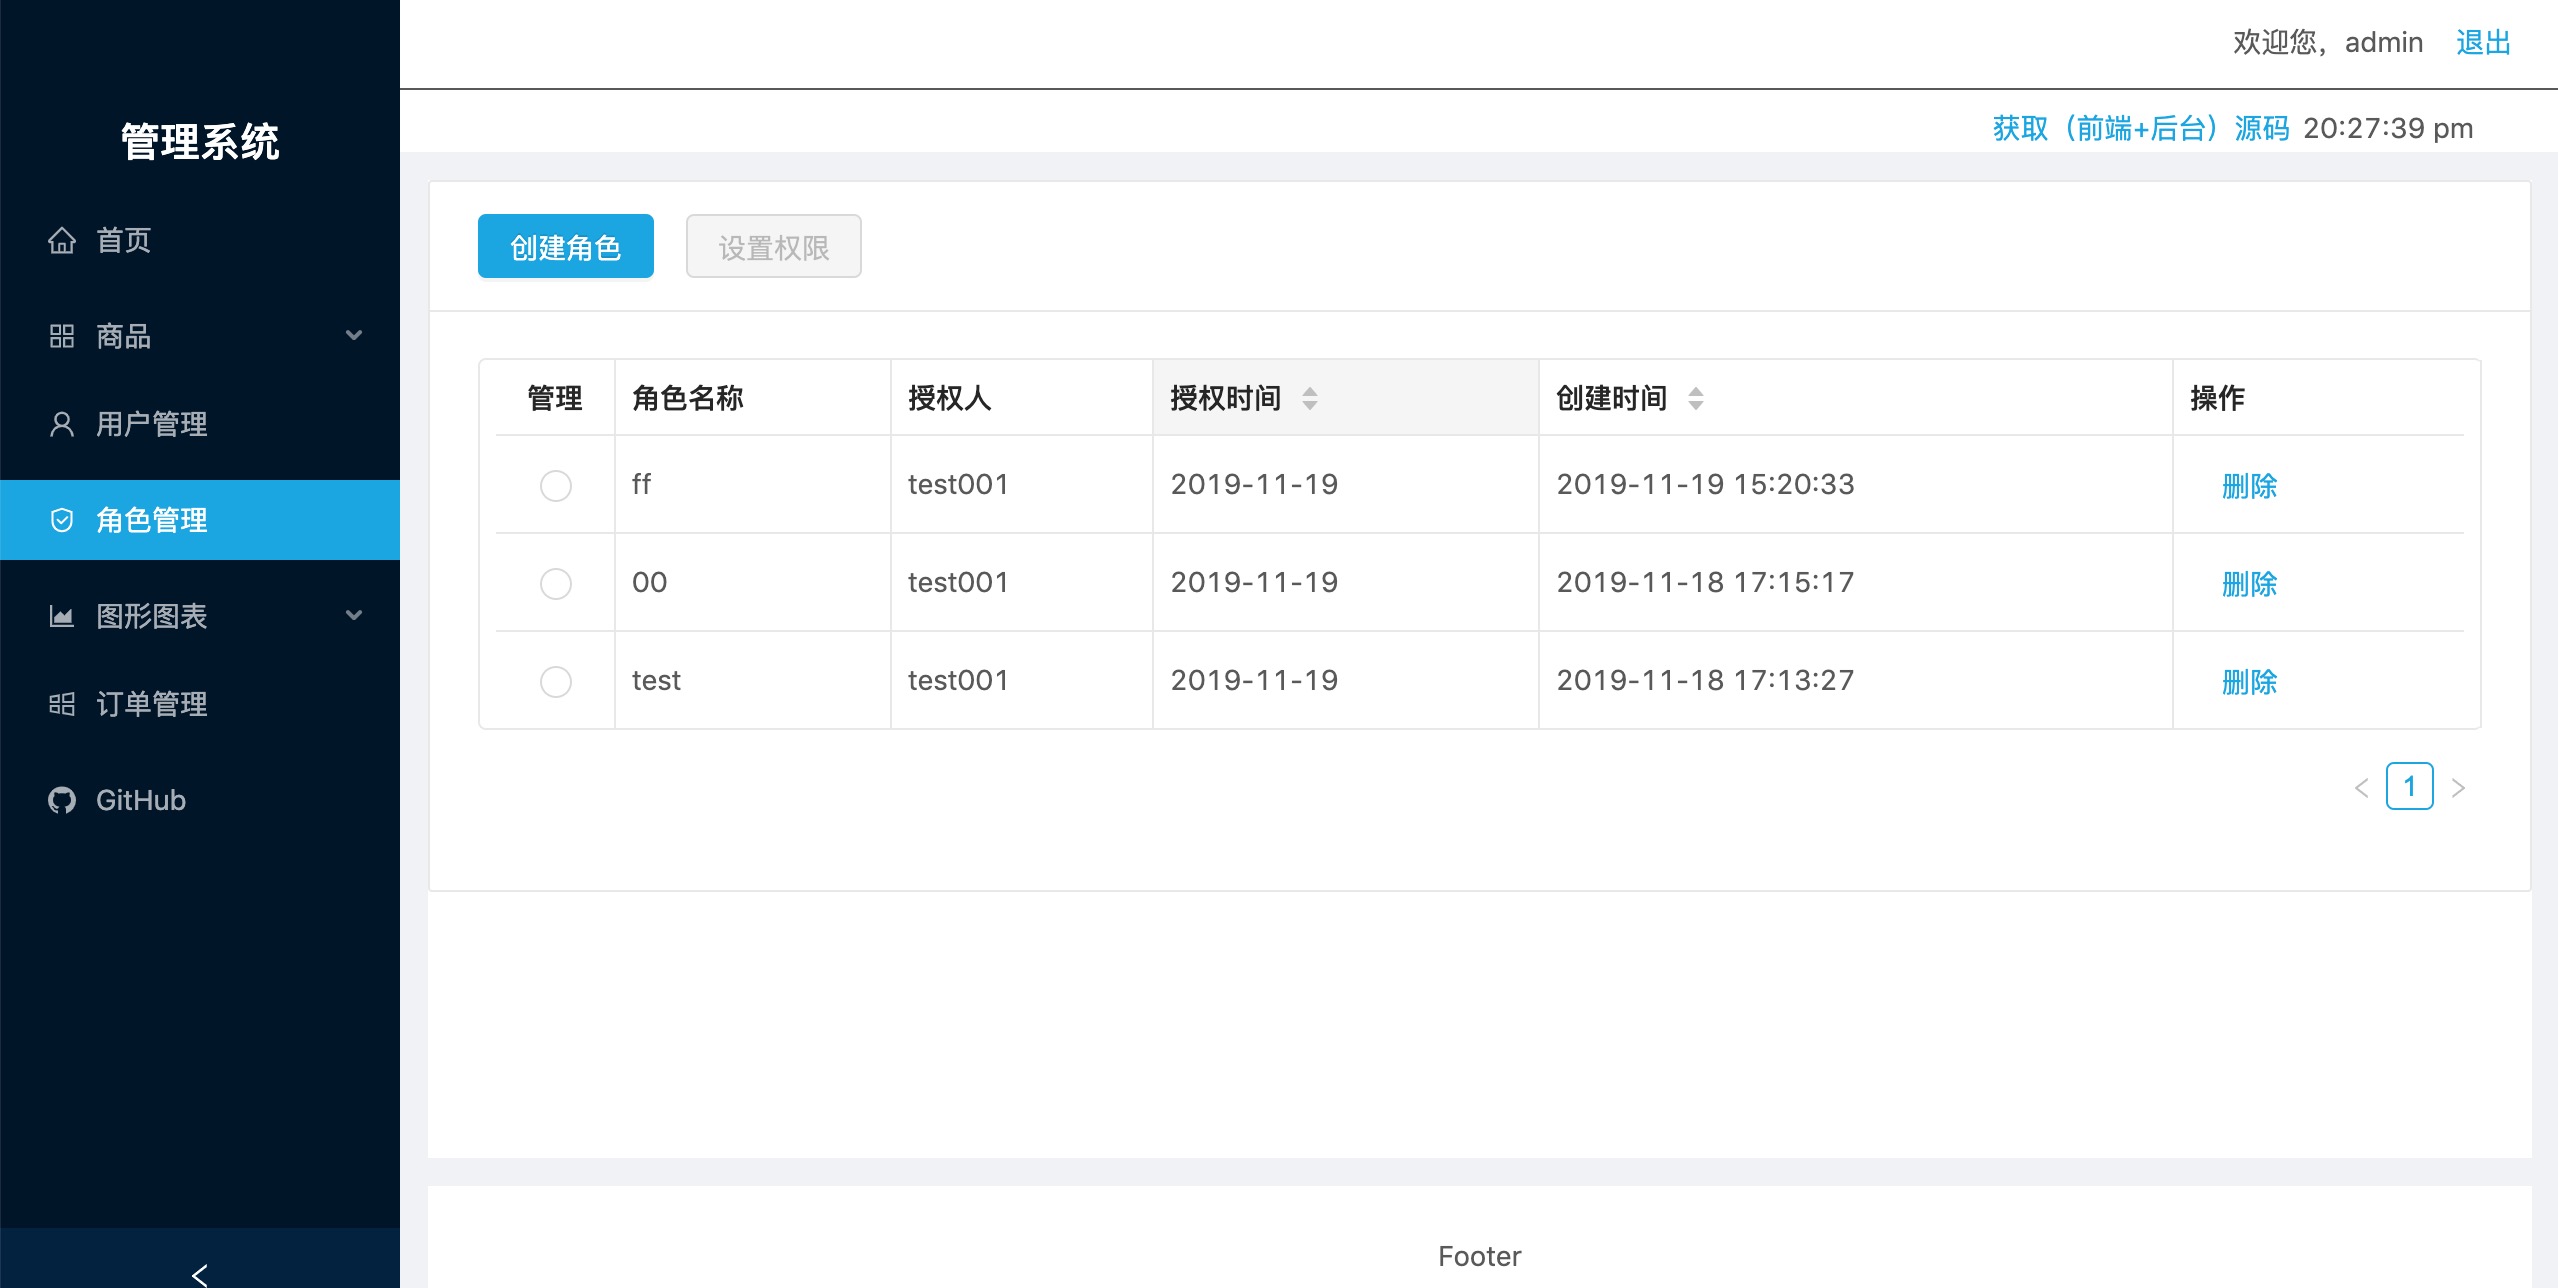 管理系统
首页
商品
用户管理
角色管理
图形图表
订单管理
GitHub
欢迎您，admin 退出
获取（前端+后台）源码 20:27:39 pm
创建角色 设置权限
管理 角色名称 授权人 授权时间 创建时间 操作
ff test001 2019-11-19 2019-11-19 15:20:33 删除
00 test001 2019-11-19 2019-11-18 17:15:17 删除
test test001 2019-11-19 2019-11-18 17:13:27 删除
1
Footer